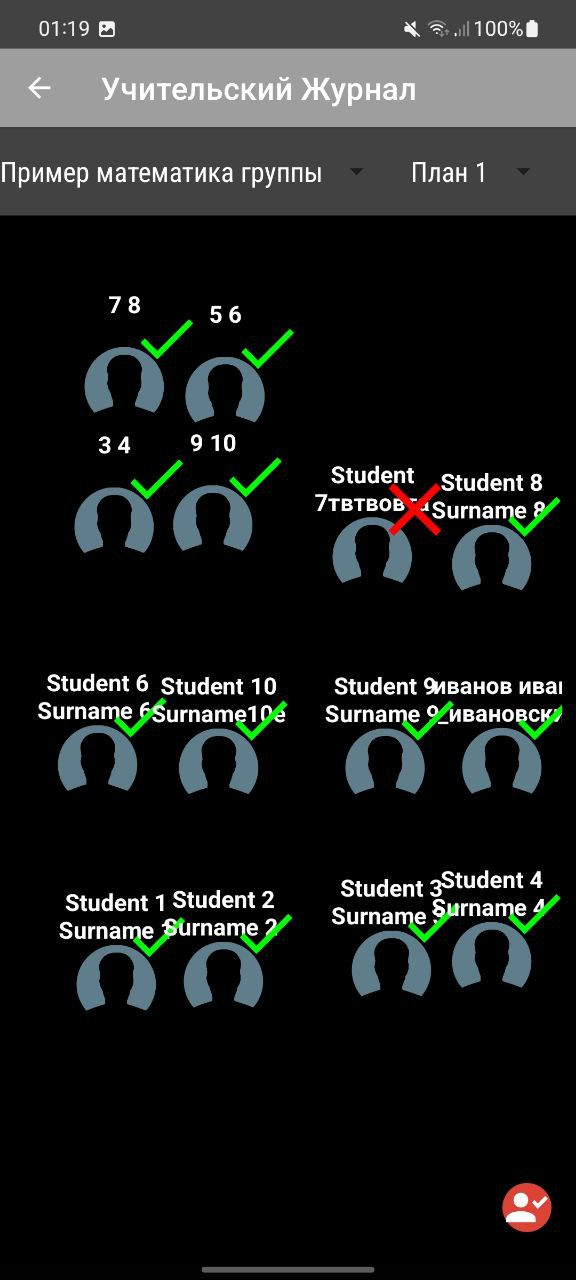 01:19 100%
Учительский Журнал
Пример математика группы План 1
7 8
5 6
3 4
9 10
Student
Student 8
Surname 8
Student 6
Surname 6
Student 10
Surname10e
Student 9
Surname 9
иванов
Student 1
Surname 1
Student 2
Surname 2
Student 3
Surname 3
Student 4
Surname 4